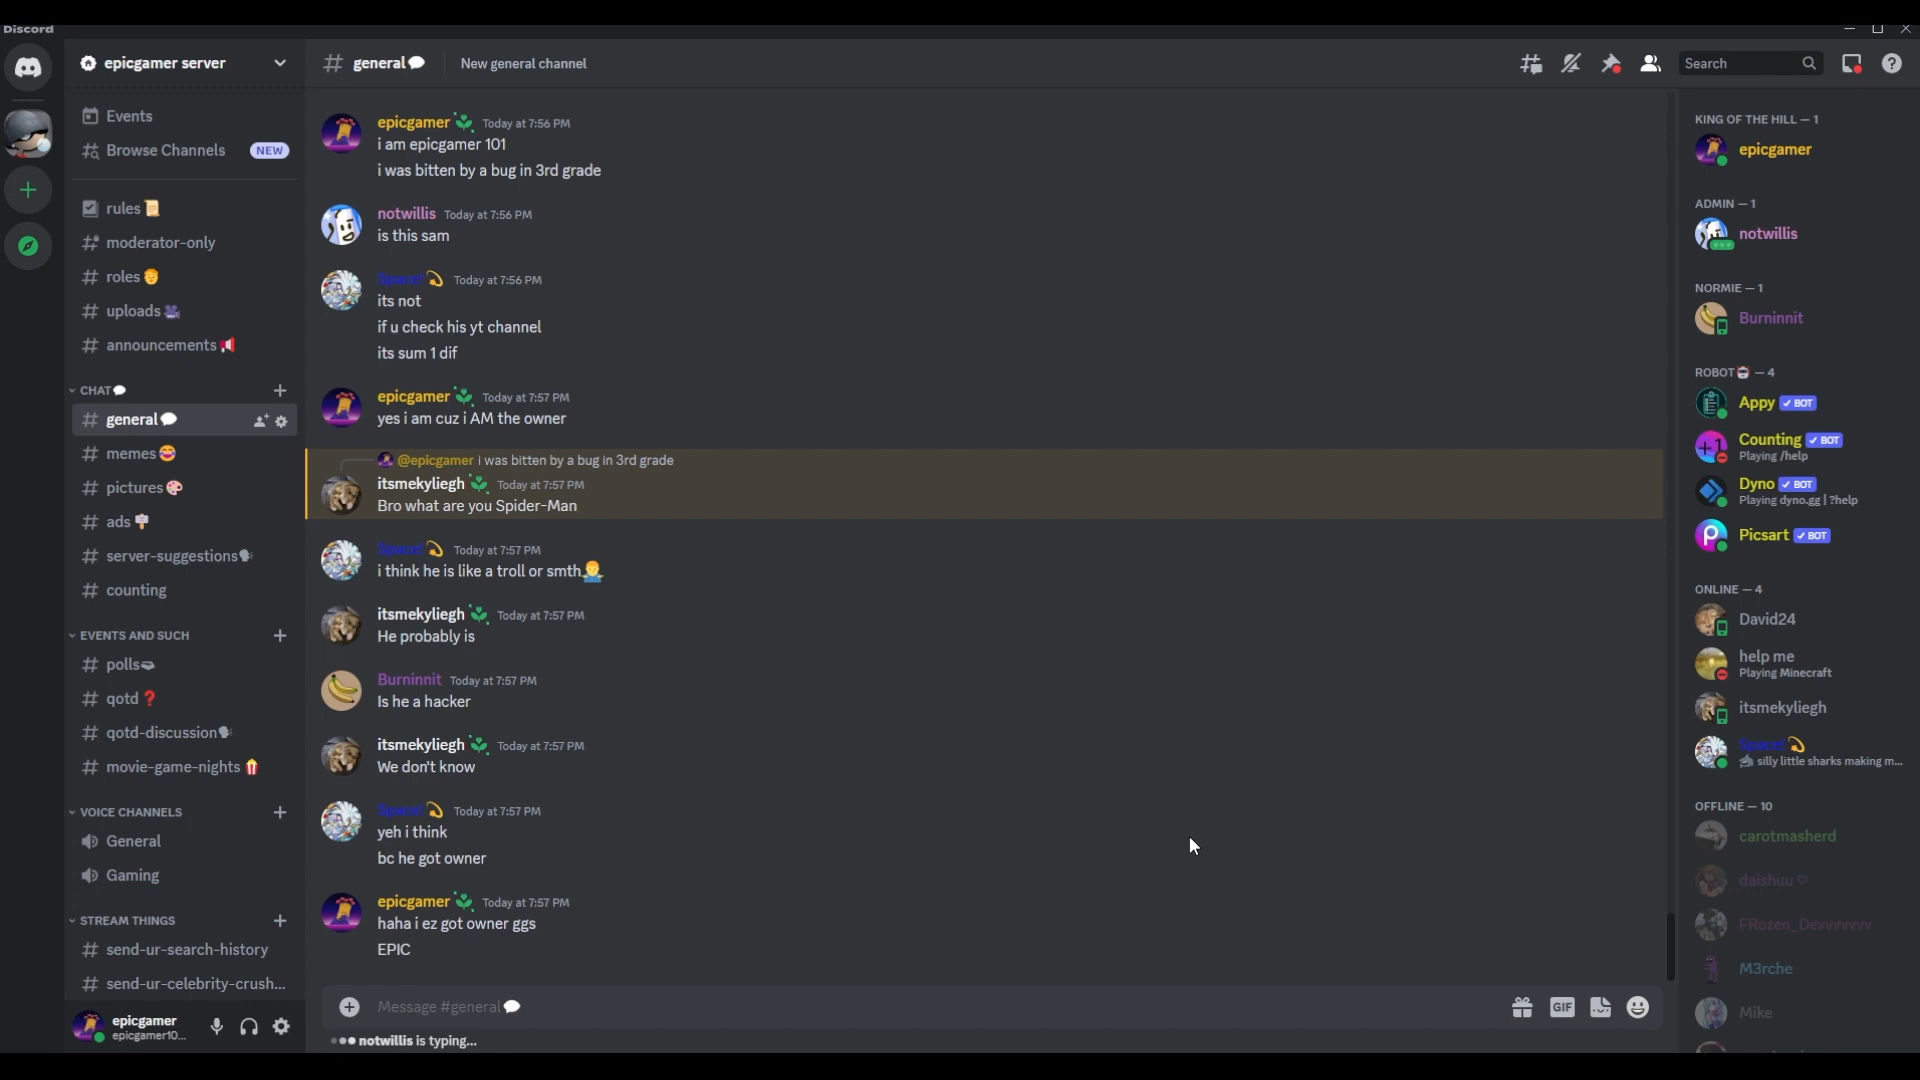 Discord
epicgamer server
Events
Browse Channels NEW
rules
moderator-only
roles
uploads
announcements
CHAT
general
memes
pictures
ads
server-suggestions
counting
EVENTS AND SUCH
polls
qotd
qotd-discussion
movie-game-nights
VOICE CHANNELS
General
Gaming
STREAM THINGS
send-ur-search-history
send-ur-celebrity-crush...
epicgamer
epicgamer10...
general New general channel
Search
epicgamer Today at 7:56 PM
i am epicgamer 101
i was bitten by a bug in 3rd grade
notwillis Today at 7:56 PM
is this sam
Today at 7:56 PM
its not
if u check his yt channel
its sum 1 dif
epicgamer Today at 7:57 PM
yes i am cuz i AM the owner
@epicgamer i was bitten by a bug in 3rd grade
itsmekyliegh Today at 7:57 PM
Bro what are you Spider-Man
Today at 7:57 PM
i think he is like a troll or smth
itsmekyliegh Today at 7:57 PM
He probably is
Burninnit Today at 7:57 PM
Is he a hacker
itsmekyliegh Today at 7:57 PM
We don't know
Today at 7:57 PM
yeh i think
bc he got owner
epicgamer Today at 7:57 PM
haha i ez got owner ggs
EPIC
Message #general
GIF
notwillis is typing...
KING OF THE HILL — 1
epicgamer
ADMIN — 1
notwillis
NORMIE — 1
Burninnit
ROBOT — 4
Appy ✓ BOT
Counting ✓ BOT
Playing /help
Dyno ✓ BOT
Playing dyno.gg | ?help
Picsart ✓ BOT
ONLINE — 4
David24
help me
Playing Minecraft
itsmekyliegh
silly little sharks making m...
OFFLINE — 10
carotmasherd
daishuu ♡
FRozen_Devvvvvvv
M3rche
Mike